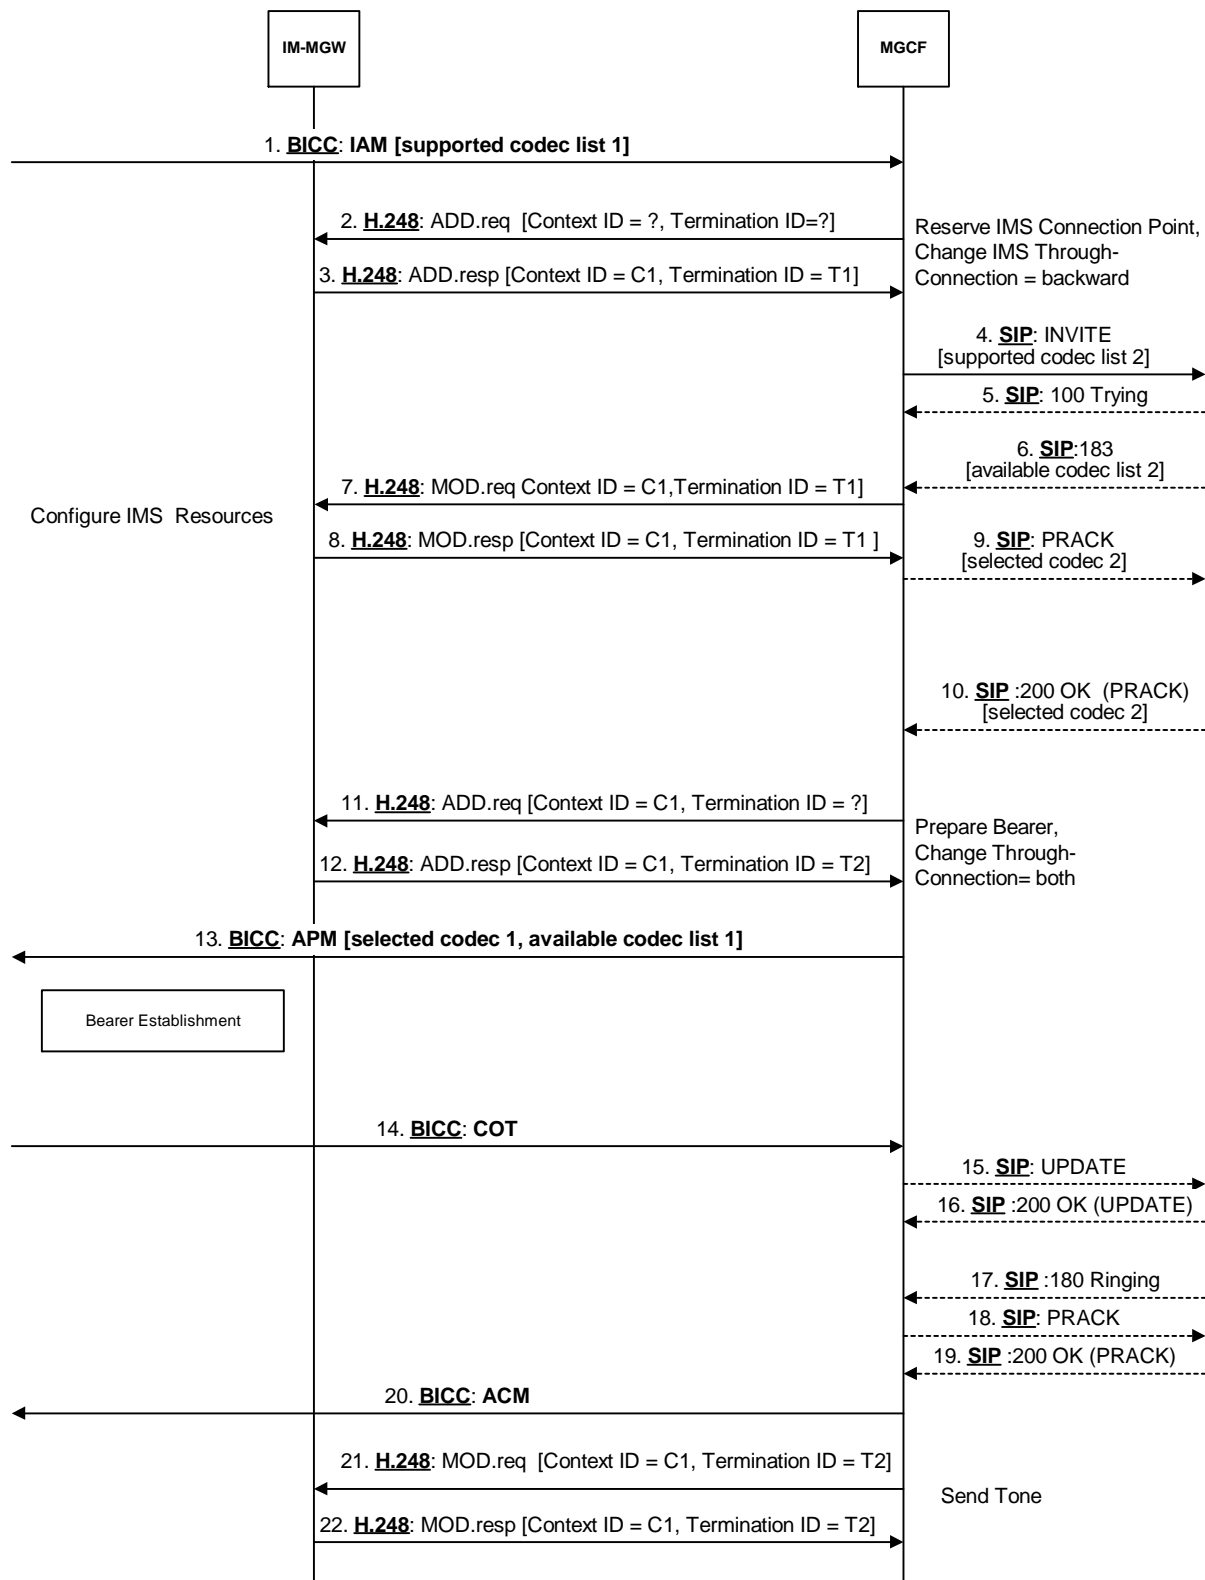 IM-MGW
MGCF
1. BICC: IAM [supported codec list 1]
2. H.248: ADD.req [Context ID = ?, Termination ID=?]
Reserve IMS Connection Point,
Change IMS Through-
Connection = backward
3. H.248: ADD.resp [Context ID = C1, Termination ID = T1]
4. SIP: INVITE
[supported codec list 2]
5. SIP: 100 Trying
6. SIP:183
[available codec list 2]
7. H.248: MOD.req Context ID = C1,Termination ID = T1]
Configure IMS Resources
8. H.248: MOD.resp [Context ID = C1, Termination ID = T1 ]
9. SIP: PRACK
[selected codec 2]
10. SIP :200 OK (PRACK)
[selected codec 2]
11. H.248: ADD.req [Context ID = C1, Termination ID = ?]
Prepare Bearer,
Change Through-
Connection= both
12. H.248: ADD.resp [Context ID = C1, Termination ID = T2]
13. BICC: APM [selected codec 1, available codec list 1]
Bearer Establishment
14. BICC: COT
15. SIP: UPDATE
16. SIP :200 OK (UPDATE)
17. SIP :180 Ringing
18. SIP: PRACK
19. SIP :200 OK (PRACK)
20. BICC: ACM
21. H.248: MOD.req [Context ID = C1, Termination ID = T2]
Send Tone
22. H.248: MOD.resp [Context ID = C1, Termination ID = T2]